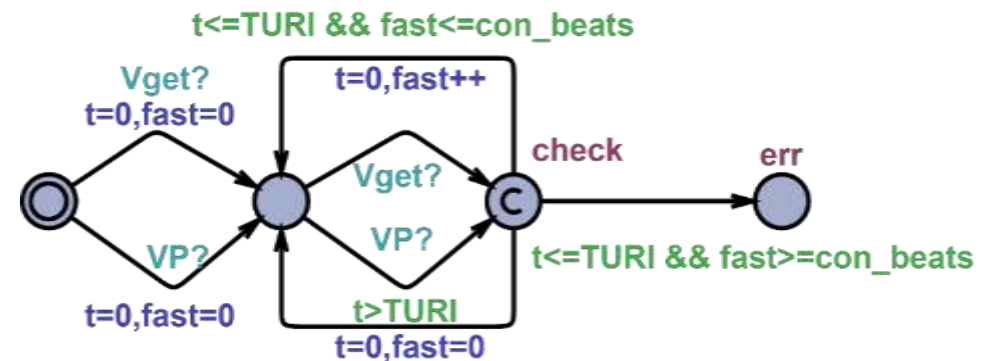 t<=TURI && fast<=con_beats
Vget?
t=0,fast=0
t=0,fast++
check
err
Vget?
C
VP?
VP?
t<=TURI && fast>=con_beats
t=0,fast=0
t>TURI
t=0,fast=0